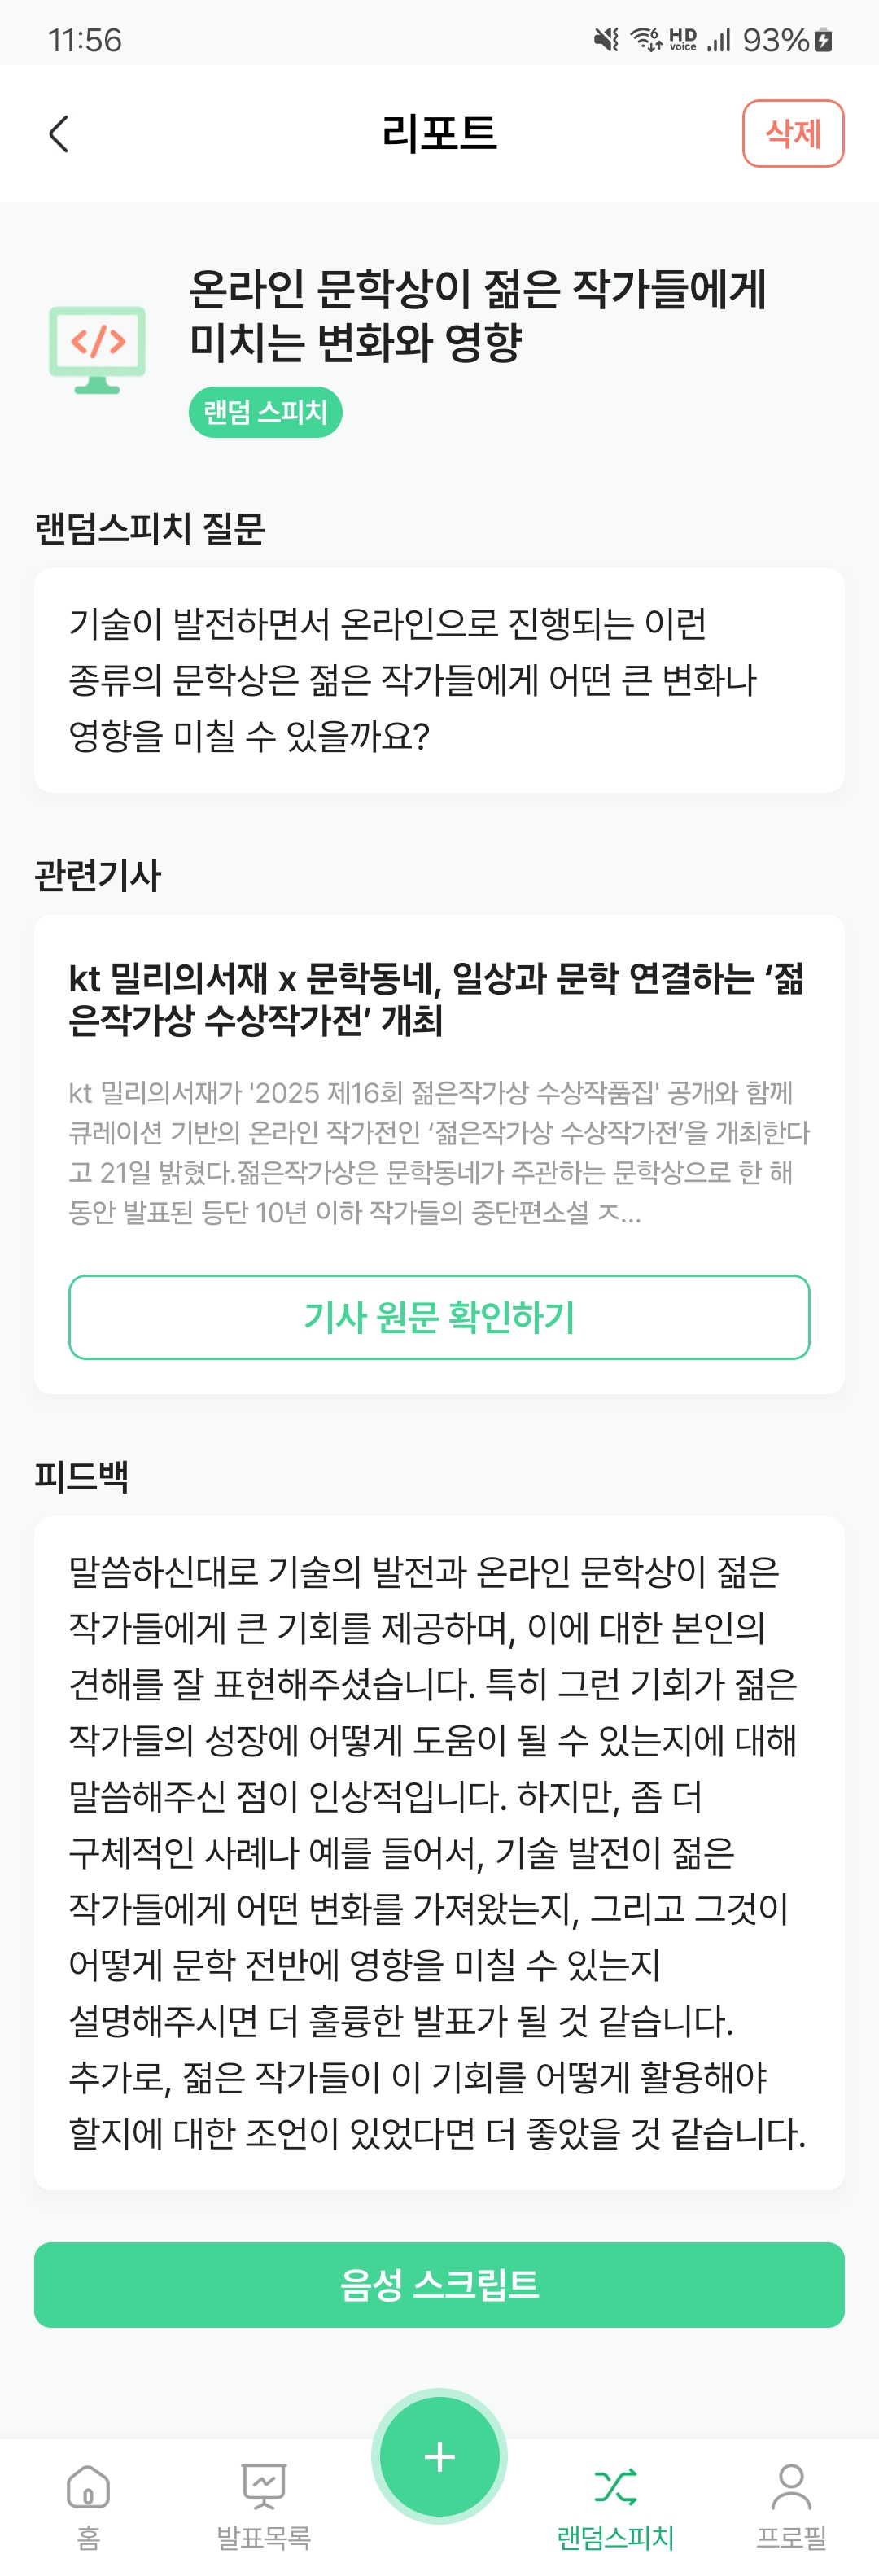 11:56
HD voice
93%
리포트
삭제
</>
온라인 문학상이 젊은 작가들에게
미치는 변화와 영향
랜덤 스피치
랜덤스피치 질문
기술이 발전하면서 온라인으로 진행되는 이런
종류의 문학상은 젊은 작가들에게 어떤 큰 변화나
영향을 미칠 수 있을까요?
관련기사
kt 밀리의서재 x 문학동네, 일상과 문학 연결하는 ‘젊
은작가상 수상작가전’ 개최
kt 밀리의서재가 '2025 제16회 젊은작가상 수상작품집' 공개와 함께
큐레이션 기반의 온라인 작가전인 ‘젊은작가상 수상작가전’을 개최한다
고 21일 밝혔다.젊은작가상은 문학동네가 주관하는 문학상으로 한 해
동안 발표된 등단 10년 이하 작가들의 중단편소설 ㅈ...
기사 원문 확인하기
피드백
말씀하신대로 기술의 발전과 온라인 문학상이 젊은
작가들에게 큰 기회를 제공하며, 이에 대한 본인의
견해를 잘 표현해주셨습니다. 특히 그런 기회가 젊은
작가들의 성장에 어떻게 도움이 될 수 있는지에 대해
말씀해주신 점이 인상적입니다. 하지만, 좀 더
구체적인 사례나 예를 들어서, 기술 발전이 젊은
작가들에게 어떤 변화를 가져왔는지, 그리고 그것이
어떻게 문학 전반에 영향을 미칠 수 있는지
설명해주시면 더 훌륭한 발표가 될 것 같습니다.
추가로, 젊은 작가들이 이 기회를 어떻게 활용해야
할지에 대한 조언이 있었다면 더 좋았을 것 같습니다.
음성 스크립트
홈
발표목록
+
랜덤스피치
프로필